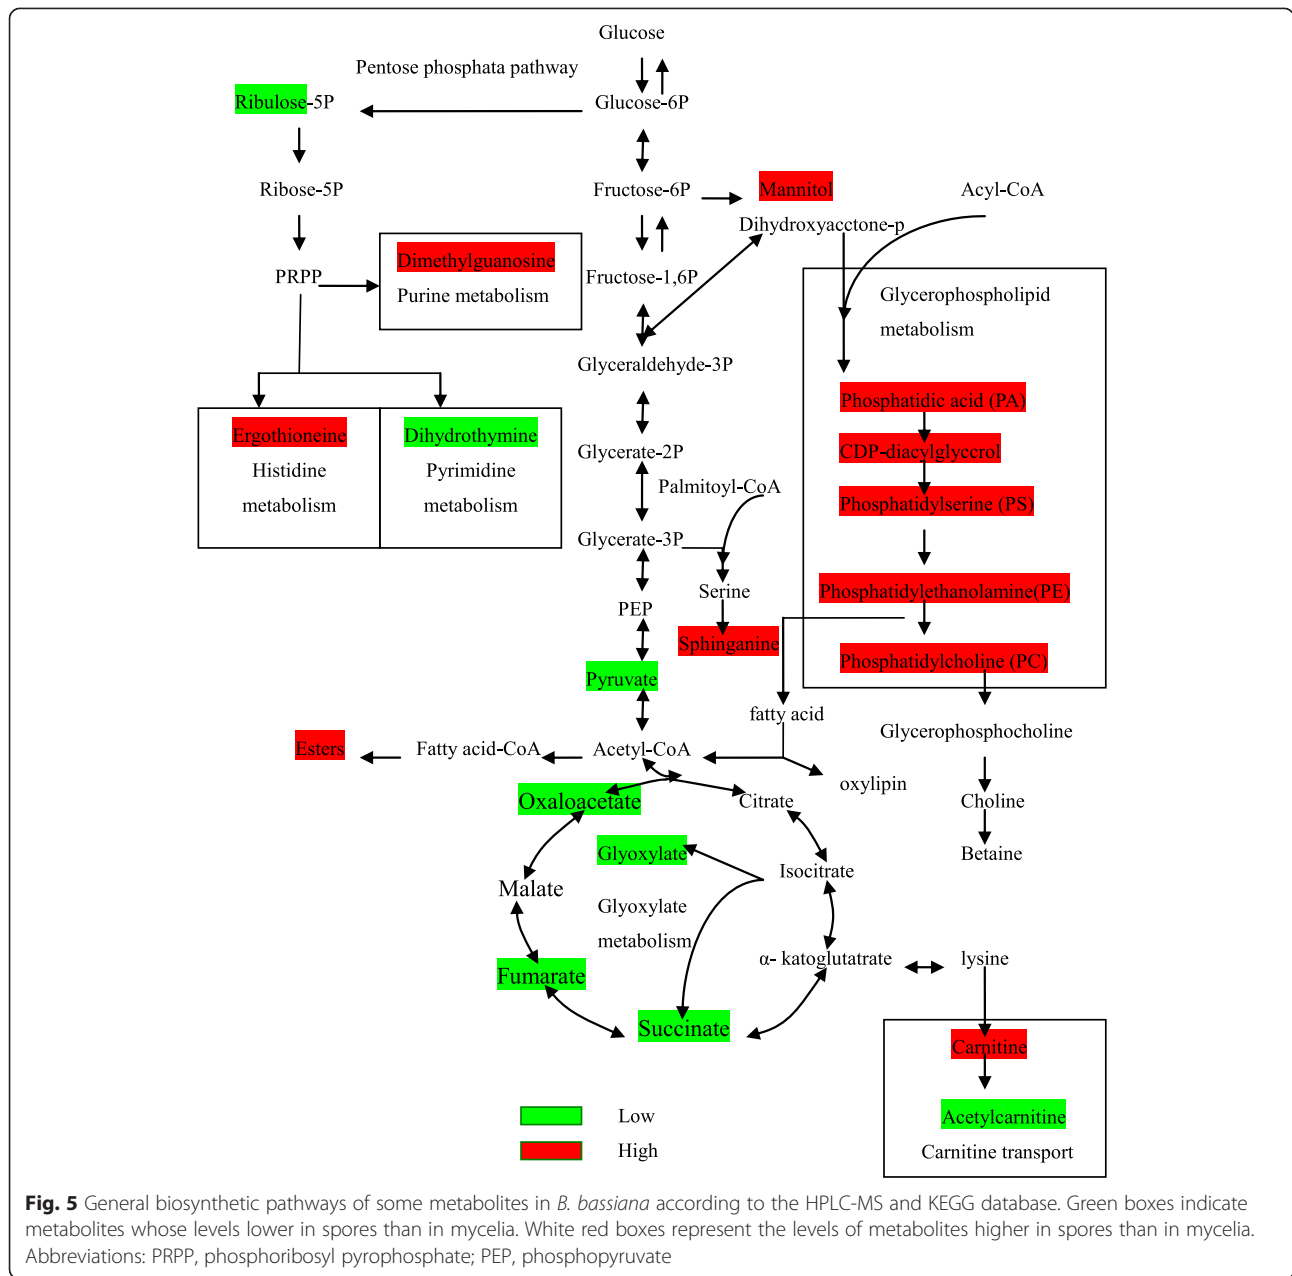 Glucose
Pentose phosphata pathway
Ribulose-5P
Glucose-6P
Ribose-5P
Fructose-6P
Mannitol
Acyl-CoA
Dihydroxyacctone-p
PRPP
Dimethylguanosine
Purine metabolism
Fructose-1,6P
Glycerophospholipid
metabolism
Glyceraldehyde-3P
Phosphatidic acid (PA)
Ergothioneine
Histidine
metabolism
Dihydrothymine
Pyrimidine
metabolism
Glycerate-2P
CDP-diacylglyccrol
Palmitoyl-CoA
Phosphatidylserine (PS)
Glycerate-3P
Serine
Phosphatidylethanolamine(PE)
PEP
Sphinganine
Phosphatidylcholine (PC)
Pyruvate
fatty acid
Glycerophosphocholine
Esters
Fatty acid-CoA
Acetyl-CoA
oxylipin
Oxaloacetate
Citrate
Choline
Glyoxylate
Betaine
Isocitrate
Malate
Glyoxylate
metabolism
α- katoglutatrate
lysine
Fumarate
Succinate
Carnitine
Acetylcarnitine
Carnitine transport
Low
High
Fig. 5 General biosynthetic pathways of some metabolites in B. bassiana according to the HPLC-MS and KEGG database. Green boxes indicate
metabolites whose levels lower in spores than in mycelia. White red boxes represent the levels of metabolites higher in spores than in mycelia.
Abbreviations: PRPP, phosphoribosyl pyrophosphate; PEP, phosphopyruvate